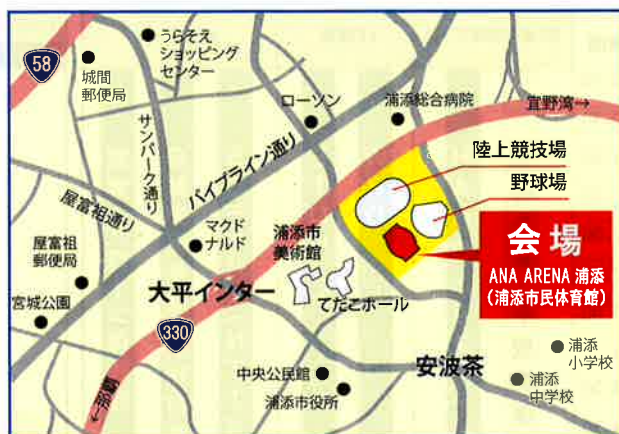 58
城間
郵便局
うらそえ
ショッピング
センター
ローソン
浦添総合病院
宜野湾→
サンパーク通り
パイプライン通り
屋富祖通り
陸上競技場
野球場
屋富祖
郵便局
マクド
ナルド
浦添市
美術館
会場
ANA ARENA 浦添
(浦添市民体育館)
宮城公園
大平インター
てだこホール
330
中央公民館
浦添市役所
安波茶
浦添
小学校
浦添
中学校